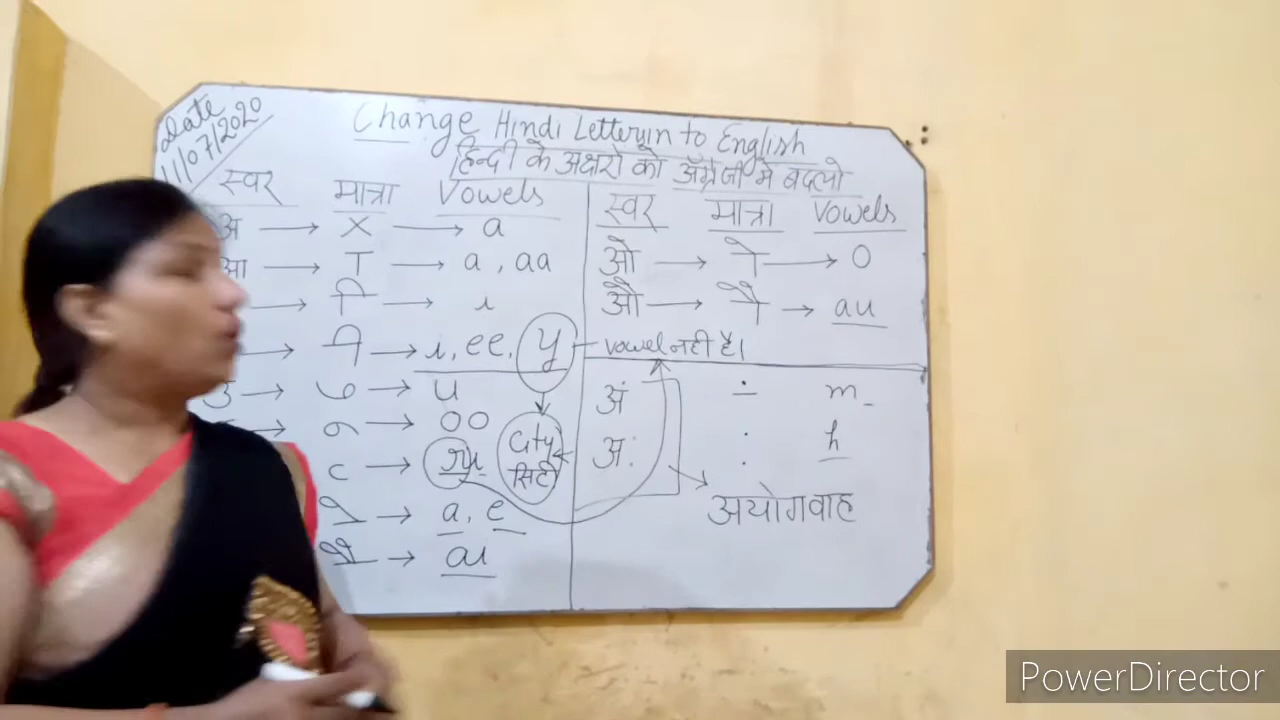 Date
11/07/2020
Change Hindi Letter in to English
हिन्दी के अक्षरो को अंग्रेजी मे बदलो
स्वर मात्रा Vowels
अ → X → a
आ → ा → a, aa
→ ि → i
→ ी → i, ee, y – vowel नही है।
उ → ु → u
→ ू → oo
→ ृ → ru
City
सिटी
→ े → a, e
→ ै → ai
स्वर मात्रा Vowels
ओ → ो → o
औ → ौ → au
अं ं m
अः : h
अयोगवाह
PowerDirector